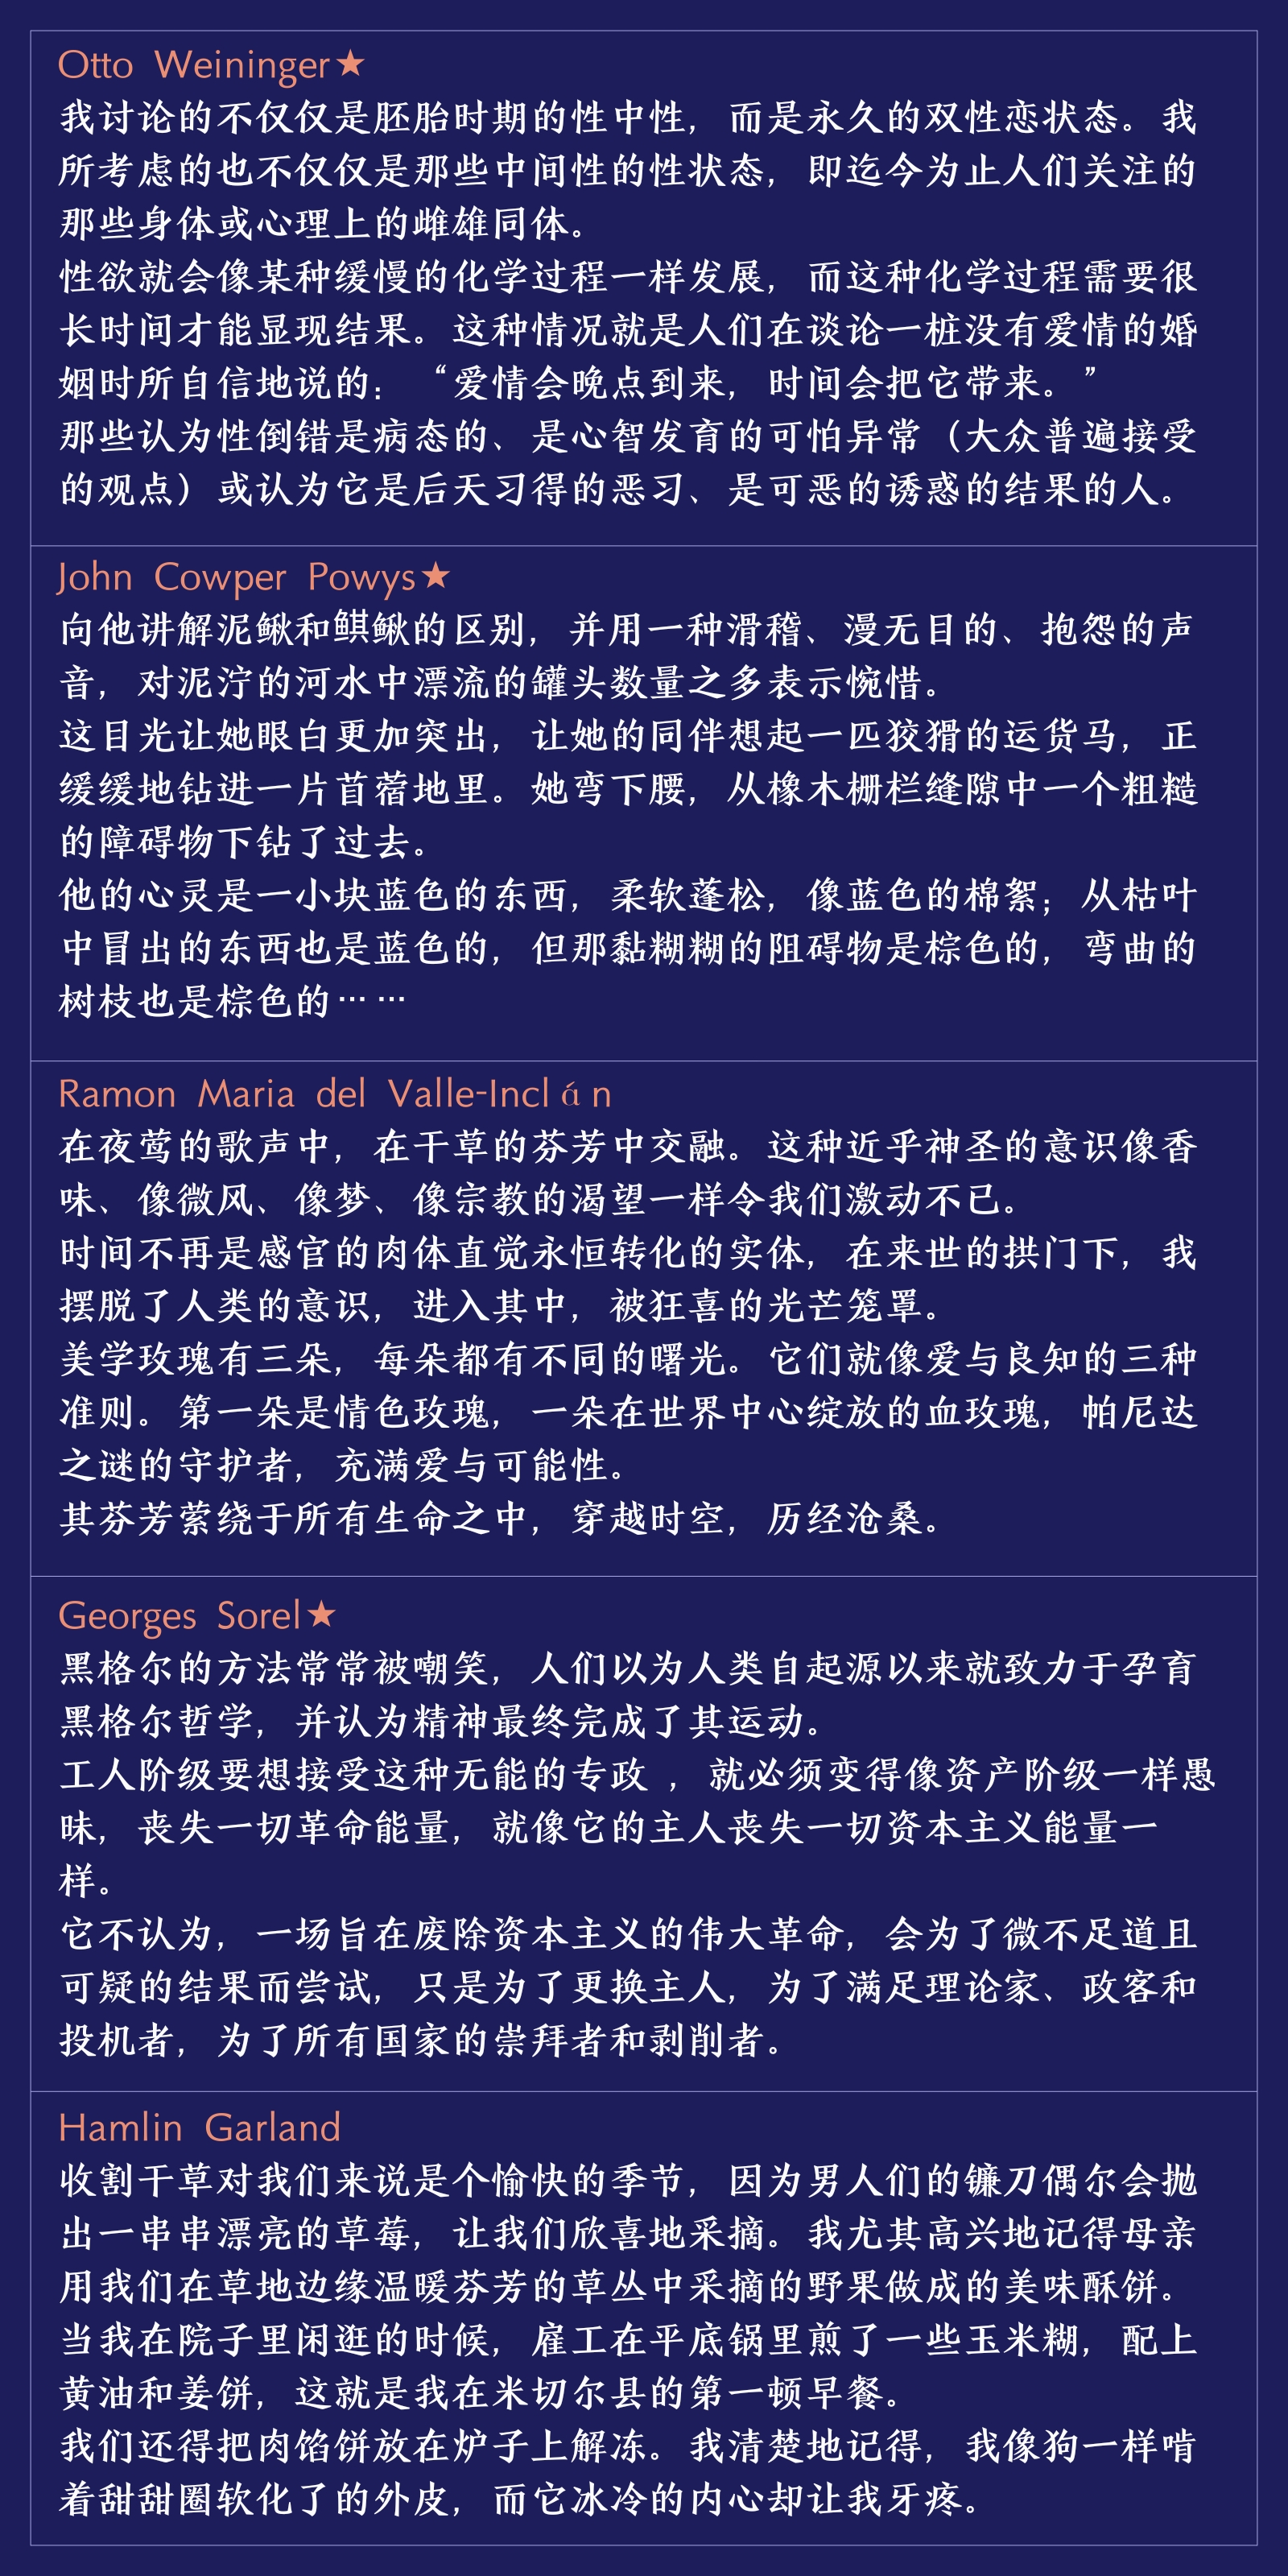 Otto Weininger★
我讨论的不仅仅是胚胎时期的性中性，而是永久的双性恋状态。我
所考虑的也不仅仅是那些中间性的性状态，即迄今为止人们关注的
那些身体或心理上的雌雄同体。
性欲就会像某种缓慢的化学过程一样发展，而这种化学过程需要很
长时间才能显现结果。这种情况就是人们在谈论一桩没有爱情的婚
姻时所自信地说的：“爱情会晚点到来，时间会把它带来。”
那些认为性倒错是病态的、是心智发育的可怕异常（大众普遍接受
的观点）或认为它是后天习得的恶习、是可恶的诱惑的结果的人。
John Cowper Powys★
向他讲解泥鳅和鲯鳅的区别，并用一种滑稽、漫无目的、抱怨的声
音，对泥泞的河水中漂流的罐头数量之多表示惋惜。
这目光让她眼白更加突出，让她的同伴想起一匹狡猾的运货马，正
缓缓地钻进一片首蓿地里。她弯下腰，从橡木栅栏缝隙中一个粗糙
的障碍物下钻了过去。
他的心灵是一小块蓝色的东西，柔软蓬松，像蓝色的棉絮；从枯叶
中冒出的东西也是蓝色的，但那黏糊糊的阻碍物是棕色的，弯曲的
树枝也是棕色的……
Ramon Maria del Valle-Inclán
在夜莺的歌声中，在干草的芬芳中交融。这种近乎神圣的意识像香
味、像微风、像梦、像宗教的渴望一样令我们激动不已。
时间不再是感官的肉体直觉永恒转化的实体，在来世的拱门下，我
摆脱了人类的意识，进入其中，被狂喜的光芒笼罩。
美学玫瑰有三朵，每朵都有不同的曙光。它们就像爱与良知的三种
准则。第一朵是情色玫瑰，一朵在世界中心绽放的血玫瑰，帕尼达
之谜的守护者，充满爱与可能性。
其芬芳萦绕于所有生命之中，穿越时空，历经沧桑。
Georges Sorel★
黑格尔的方法常常被嘲笑，人们以为人类自起源以来就致力于孕育
黑格尔哲学，并认为精神最终完成了其运动。
工人阶级要想接受这种无能的专政 ，就必须变得像资产阶级一样愚
昧，丧失一切革命能量，就像它的主人丧失一切资本主义能量一
样。
它不认为，一场旨在废除资本主义的伟大革命，会为了微不足道且
可疑的结果而尝试，只是为了更换主人，为了满足理论家、政客和
投机者，为了所有国家的崇拜者和剥削者。
Hamlin Garland
收割干草对我们来说是个愉快的季节，因为男人们的镰刀偶尔会抛
出一串串漂亮的草莓，让我们欣喜地采摘。我尤其高兴地记得母亲
用我们在草地边缘温暖芬芳的草丛中采摘的野果做成的美味酥饼。
当我在院子里闲逛的时候，雇工在平底锅里煎了一些玉米糊，配上
黄油和姜饼，这就是我在米切尔县的第一顿早餐。
我们还得把肉馅饼放在炉子上解冻。我清楚地记得，我像狗一样啃
着甜甜圈软化了的外皮，而它冰冷的内心却让我牙疼。